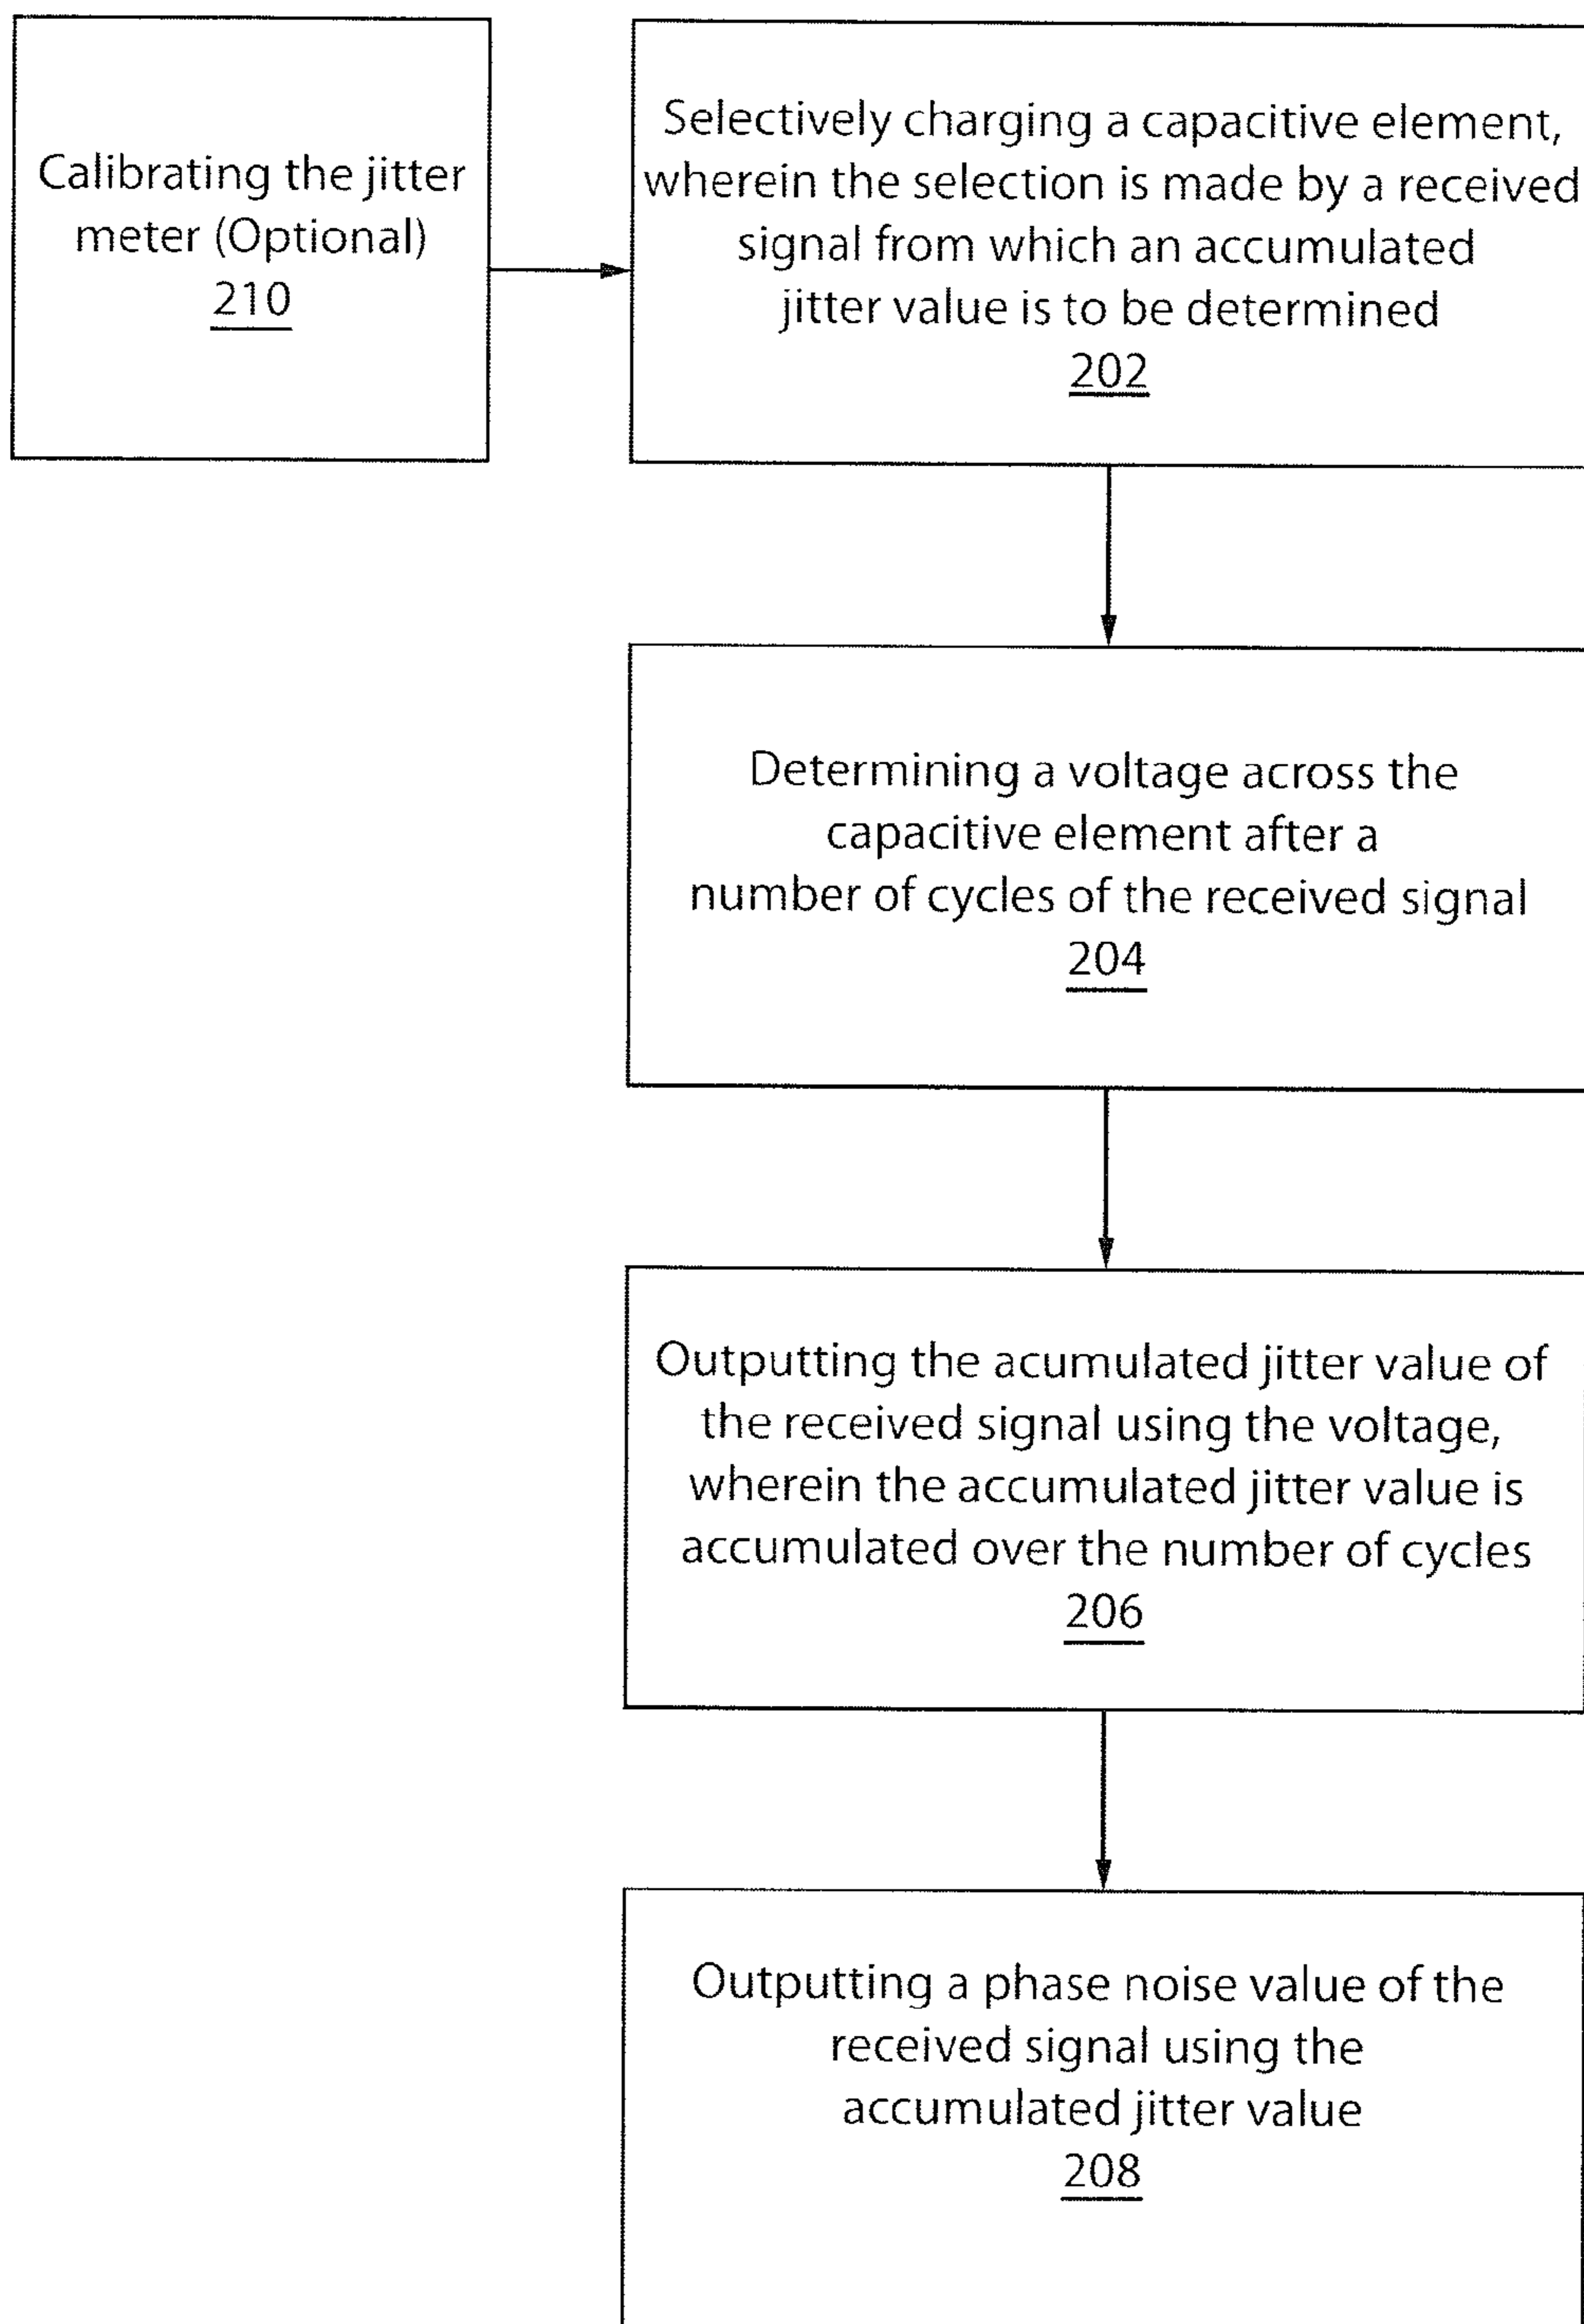 Calibrating the jitter
meter (Optional)
210
Selectively charging a capacitive element,
wherein the selection is made by a received
signal from which an accumulated
jitter value is to be determined
202
Determining a voltage across the
capacitive element after a
number of cycles of the received signal
204
Outputting the acumulated jitter value of
the received signal using the voltage,
wherein the accumulated jitter value is
accumulated over the number of cycles
206
Outputting a phase noise value of the
received signal using the
accumulated jitter value
208